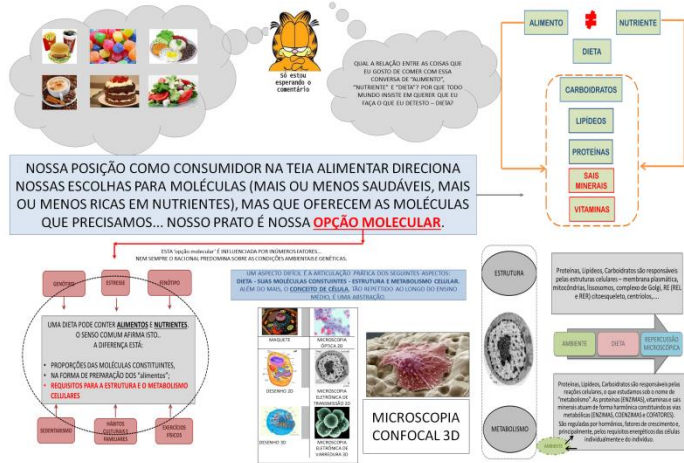 Só estou
esperando o
comentário
QUAL A RELAÇÃO ENTRE AS COISAS QUE
EU GOSTO DE COMER COM ESSA
CONVERSA DE "ALIMENTO",
"NUTRIENTE" E "DIETA"? POR QUE TODO
MUNDO INSISTE EM QUERER QUE EU
FAÇA O QUE EU DETESTO – DIETA?
ALIMENTO
≠
NUTRIENTE
DIETA
CARBOIDRATOS
LIPÍDEOS
PROTEÍNAS
SAIS
MINERAIS
VITAMINAS
NOSSA POSIÇÃO COMO CONSUMIDOR NA TEIA ALIMENTAR DIRECIONA
NOSSAS ESCOLHAS PARA MOLÉCULAS (MAIS OU MENOS SAUDÁVEIS, MAIS
OU MENOS RICAS EM NUTRIENTES), MAS QUE OFERECEM AS MOLÉCULAS
QUE PRECISAMOS... NOSSO PRATO É NOSSA OPÇÃO MOLECULAR.
ESTA 'opção molecular' É INFLUENCIADA POR INÚMEROS FATORES...
NEM SEMPRE O RACIONAL PREDOMINA SOBRE AS CONDIÇÕES AMBIENTAIS E GENÉTICAS.
GENÓTIPO
ESTRESSE
FENÓTIPO
UMA DIETA PODE CONTER ALIMENTOS E NUTRIENTES.
O SENSO COMUM AFIRMA ISTO..
A DIFERENÇA ESTÁ:
• PROPORÇÕES DAS MOLÉCULAS CONSTITUINTES,
• NA FORMA DE PREPARAÇÃO DOS "alimentos";
• REQUISITOS PARA A ESTRUTURA E O METABOLISMO
CELULARES
SEDENTARISMO
HÁBITOS
CULTURAIS E
FAMILIARES
EXERCÍCIOS
FÍSICOS
UM ASPECTO DIFÍCIL É A ARTICULAÇÃO PRÁTICA DOS SEGUINTES ASPECTOS:
DIETA - SUAS MOLÉCULAS CONSTUINTES - ESTRUTURA E METABOLISMO CELULAR.
ALÉM DO MAIS, O CONCEITO DE CÉLULA, TÃO REPETIDO AO LONGO DO ENSINO
MÉDIO, É UMA ABSTRAÇÃO.
MAQUETE
MICROSCOPIA
ÓPTICA 2D
DESENHO 2D
MICROSCOPIA
ELETRÔNICA DE
TRANSMISSÃO 2D
DESENHO 3D
MICROSCOPIA
ELETRÔNICA DE
VARREDURA 3D
MICROSCOPIA
CONFOCAL 3D
ESTRUTURA
METABOLISMO
Proteínas, Lipídeos, Carboidratos são responsáveis
pelas estruturas celulares – membrana plasmática,
mitocôndrias, lisossomos, complexo de Golgi, RE (REL
e RER) citoesqueleto, centríolos,...
AMBIENTE
DIETA
REPERCUSSÃO
MICROSCÓPICA
Proteínas, Lipídeos, Carboidratos são responsáveis pelas
reações celulares, o que estudamos sob o nome de
"metabolismo". As proteínas (ENZIMAS), vitaminas e sais
minerais atuam de forma harmônica constituindo as vias
metabólicas (ENZIMAS, COENZIMAS e COFATORES).
São reguladas por hormônios, fatores de crescimento e,
principalmente, pelos requisitos energéticos das células
individualmente e do indivíduo.
AMBIENTE